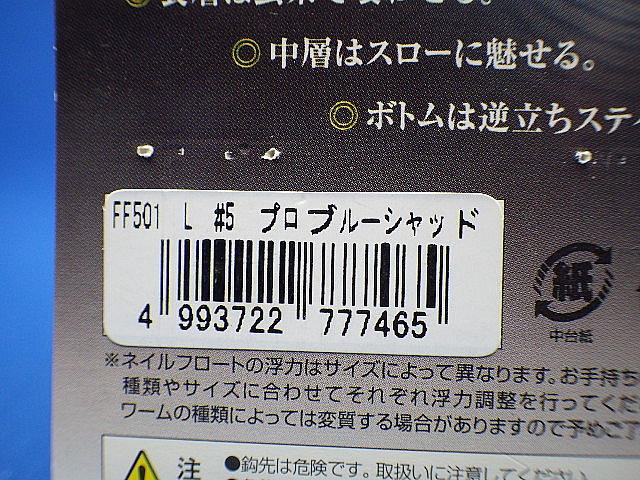 ◎中層はスローに魅せる。
◎ボトムは逆立ちステ
FF501 L #5 プロブルーシャッド
4 993722 777465
紙
中台紙
※ネイルフロートの浮力はサイズによって異なります。お手持ち
種類やサイズに合わせてそれぞれ浮力調整を行ってくだ
ワームの種類によっては変質する場合がありますので予めご了
注 ●鈎先は危険です。取扱いに注意してください